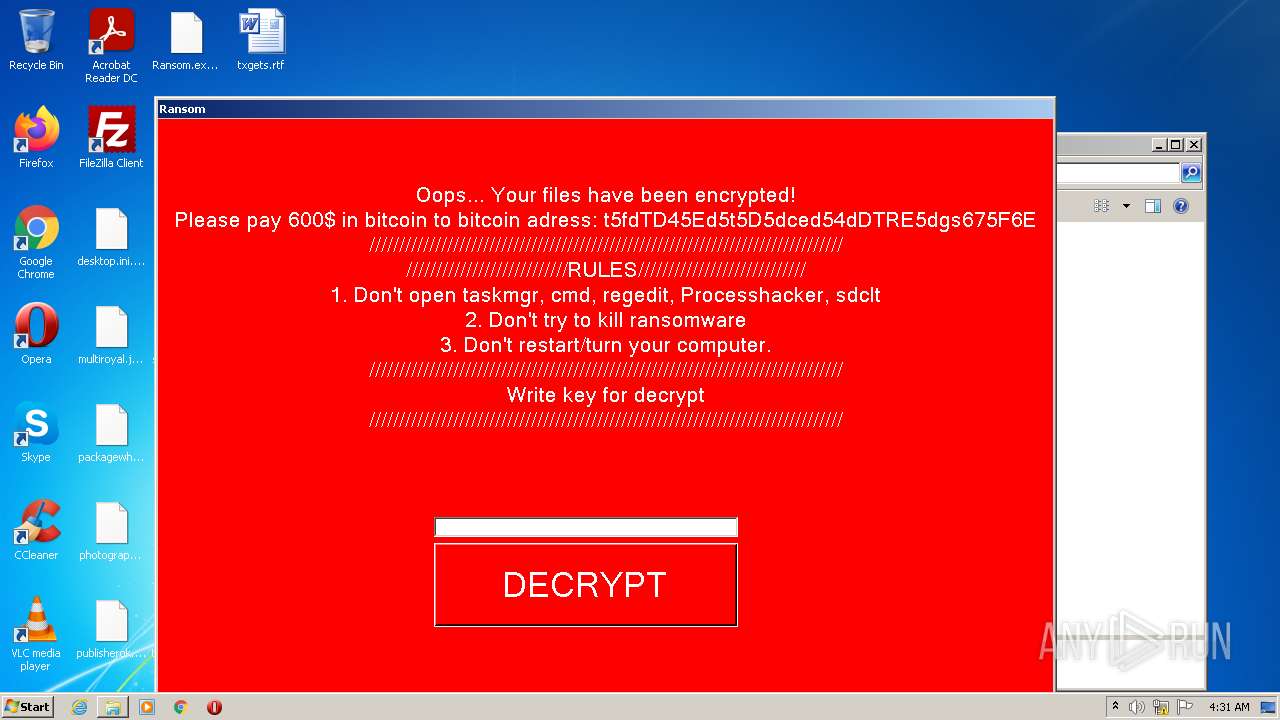 Recycle Bin
Acrobat
Reader DC
Ransom.ex...
txgets.rtf
Firefox
FileZilla Client
Google
Chrome
desktop.ini....
Opera
multiroyal.j...
Skype
packagewh...
CCleaner
photograp...
VLC media
player
publisherok...
Ransom
Oops... Your files have been encrypted!
Please pay 600$ in bitcoin to bitcoin adress: t5fdTD45Ed5t5D5dced54dDTRE5dgs675F6E
///////////////////////////////////////////////////////////////////////////////
///////////////////////////RULES////////////////////////////
1. Don't open taskmgr, cmd, regedit, Processhacker, sdclt
2. Don't try to kill ransomware
3. Don't restart/turn your computer.
///////////////////////////////////////////////////////////////////////////////
Write key for decrypt
///////////////////////////////////////////////////////////////////////////////
DECRYPT
ANY RUN
Start
4:31 AM